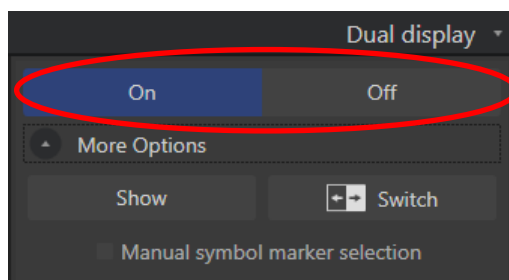 Dual display
On Off
More Options
Show Switch
Manual symbol marker selection